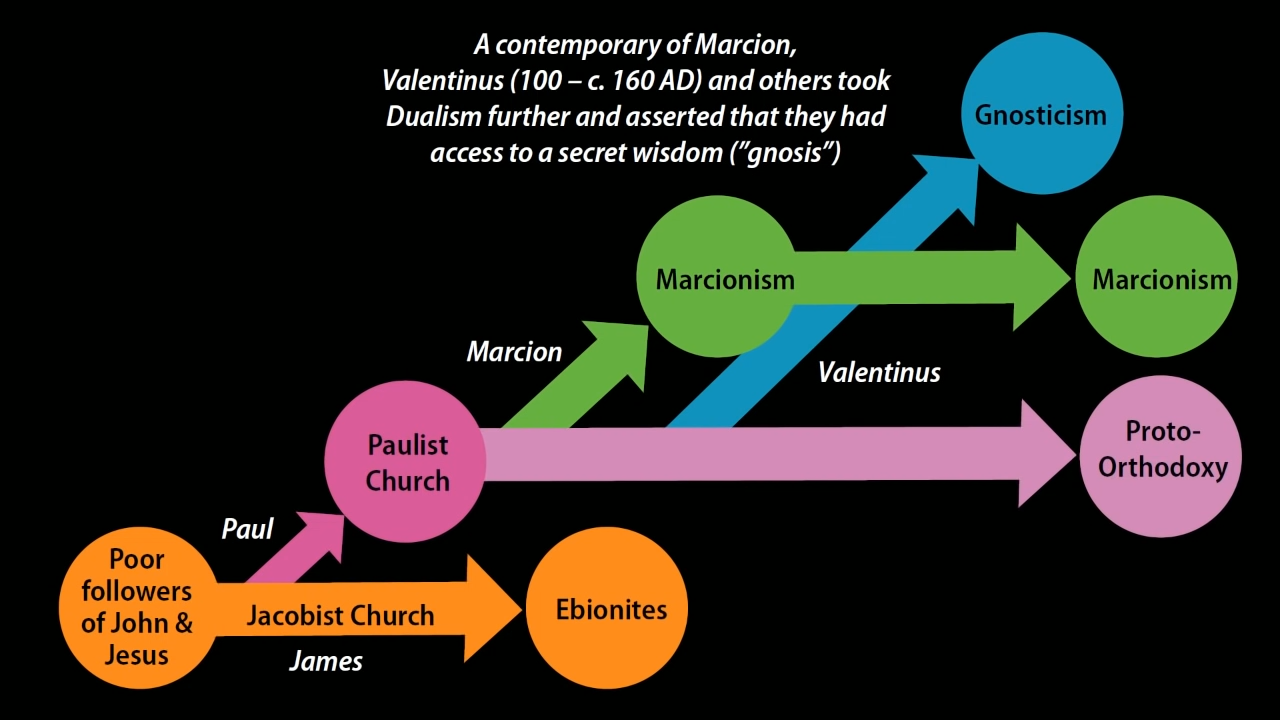 A contemporary of Marcion,
Valentinus (100 – c. 160 AD) and others took
Dualism further and asserted that they had
access to a secret wisdom (”gnosis”)
Gnosticism
Marcionism
Marcionism
Marcion
Valentinus
Paulist
Church
Proto-
Orthodoxy
Paul
Poor
followers
of John &
Jesus
Jacobist Church
James
Ebionites